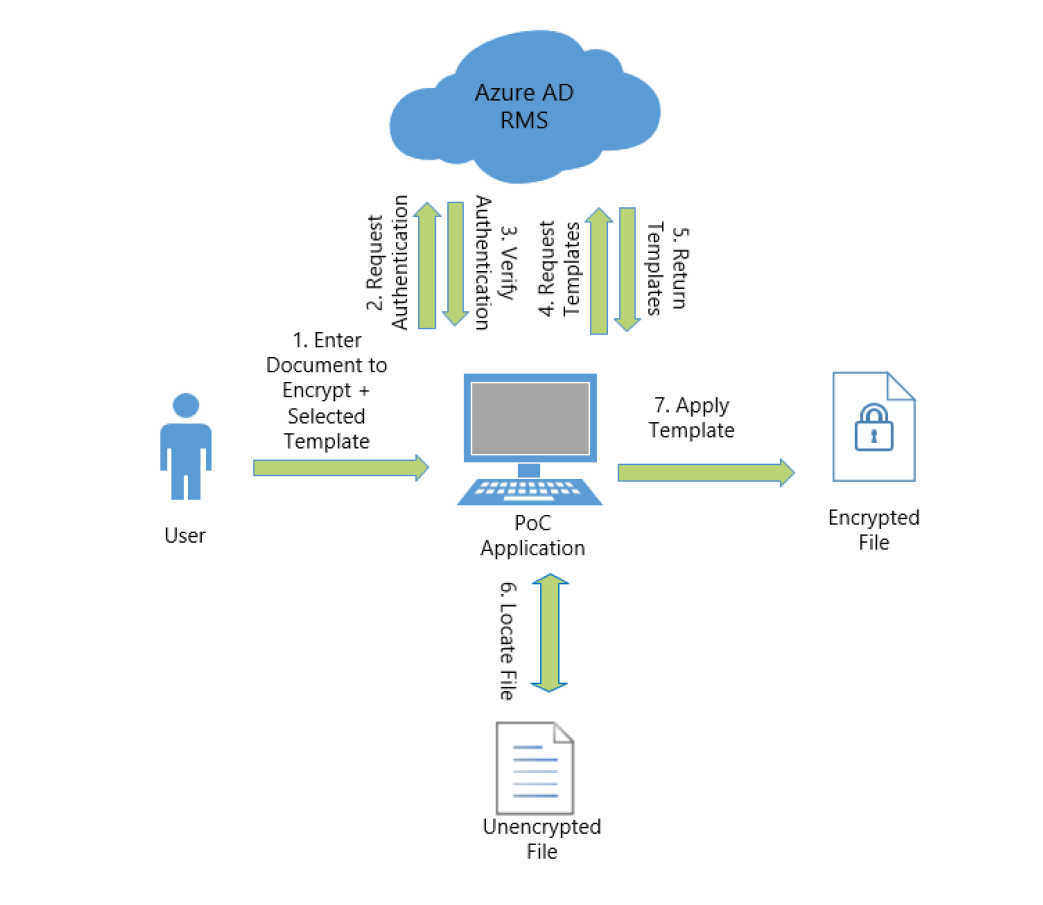 Azure AD
RMS
2. Request
Authentication
3. Verify
Authentication
4. Request
Templates
5. Return
Templates
1. Enter
Document to
Encrypt +
Selected
Template
7. Apply
Template
User
PoC
Application
Encrypted
File
6. Locate File
Unencrypted
File